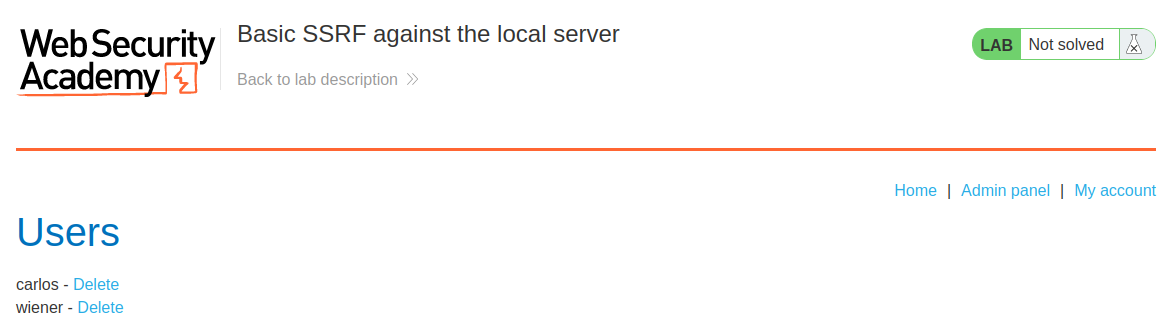 Web Security
Academy
Basic SSRF against the local server
Back to lab description
LAB Not solved
Home | Admin panel | My account
Users
carlos - Delete
wiener - Delete